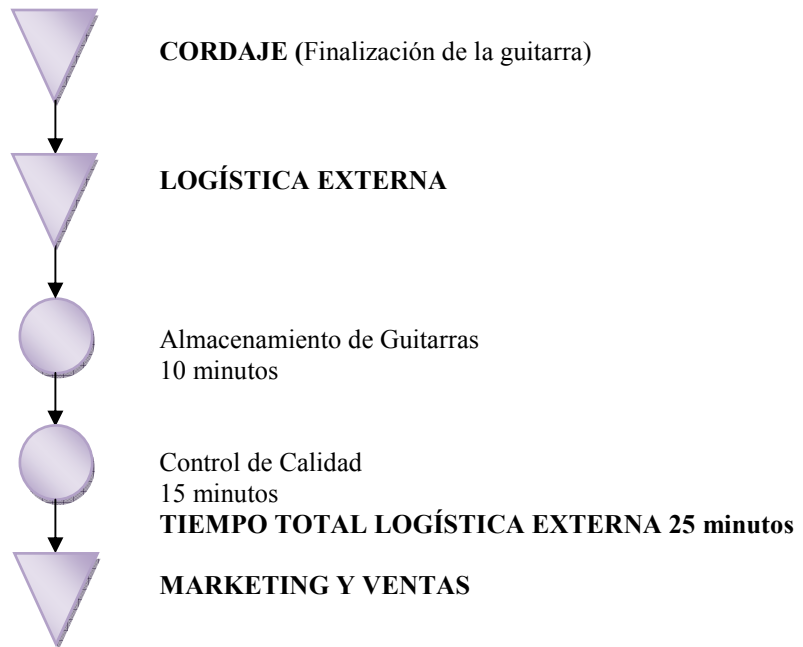 CORDAJE (Finalización de la guitarra)
LOGÍSTICA EXTERNA
Almacenamiento de Guitarras
10 minutos
Control de Calidad
15 minutos
TIEMPO TOTAL LOGÍSTICA EXTERNA 25 minutos
MARKETING Y VENTAS